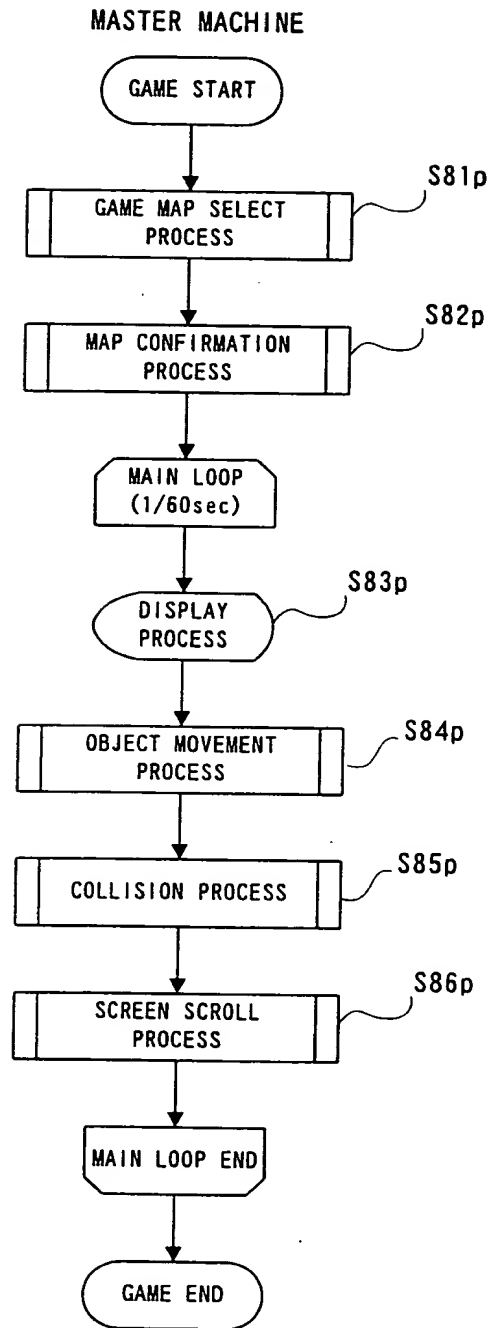 MASTER MACHINE
GAME START
S81p
GAME MAP SELECT
PROCESS
S82p
MAP CONFIRMATION
PROCESS
MAIN LOOP
(1/60sec)
S83p
DISPLAY
PROCESS
S84p
OBJECT MOVEMENT
PROCESS
S85p
COLLISION PROCESS
S86p
SCREEN SCROLL
PROCESS
MAIN LOOP END
GAME END